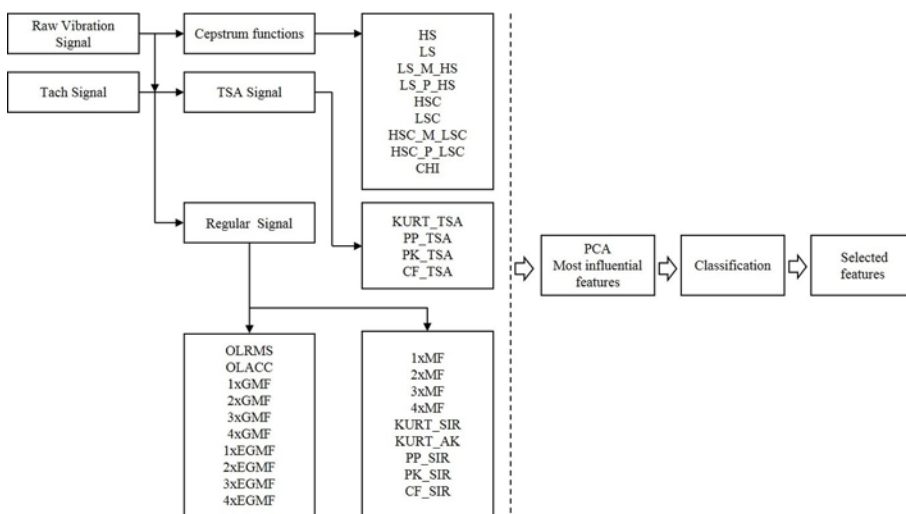 Raw Vibration
Signal
Cepstrum functions
Tach Signal
TSA Signal
HS
LS
LS_M_HS
LS_P_HS
HSC
LSC
HSC_M_LSC
HSC_P_LSC
CHI
Regular Signal
KURT_TSA
PP_TSA
PK_TSA
CF_TSA
PCA
Most influential
features
Classification
Selected
features
OLRMS
OLACC
1xGMF
2xGMF
3xGMF
4xGMF
1xEGMF
2xEGMF
3xEGMF
4xEGMF
1xMF
2xMF
3xMF
4xMF
KURT_SIR
KURT_AK
PP_SIR
PK_SIR
CF_SIR